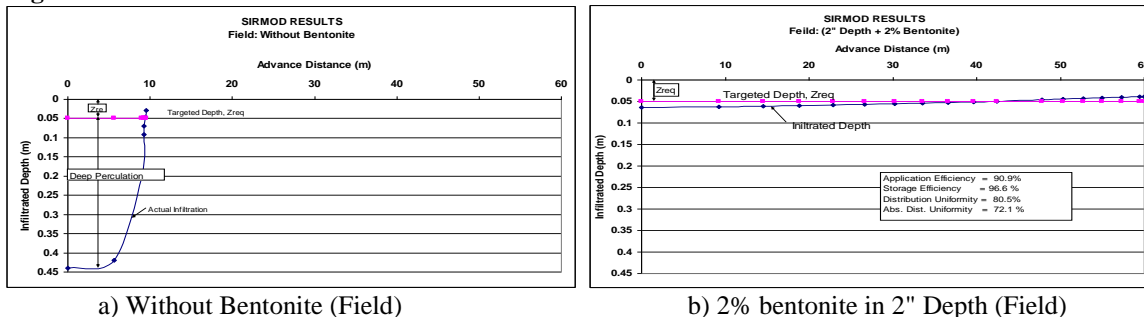 SIRMOD RESULTS
Field: Without Bentonite
Advance Distance (m)
0 10 20 30 40 50 60
0
0.05
0.1
0.15
0.2
0.25
0.3
0.35
0.4
0.45
Infiltrated Depth (m)
Zre
Targeted Depth, Zreq
Deep Perculation
Actual Infiltration
a) Without Bentonite (Field)
SIRMOD RESULTS
Feild: (2" Depth + 2% Bentonite)
Advance Distance (m)
0 10 20 30 40 50 60
0
0.05
0.1
0.15
0.2
0.25
0.3
0.35
0.4
0.45
Infiltrated Depth (m)
Zreq
Targeted Depth, Zreq
Iniltrated Depth
Application Efficiency = 90.9%
Storage Efficiency = 96.6 %
Distribution Uniformity = 80.5%
Abs. Dist. Uniformity = 72.1 %
b) 2% bentonite in 2" Depth (Field)